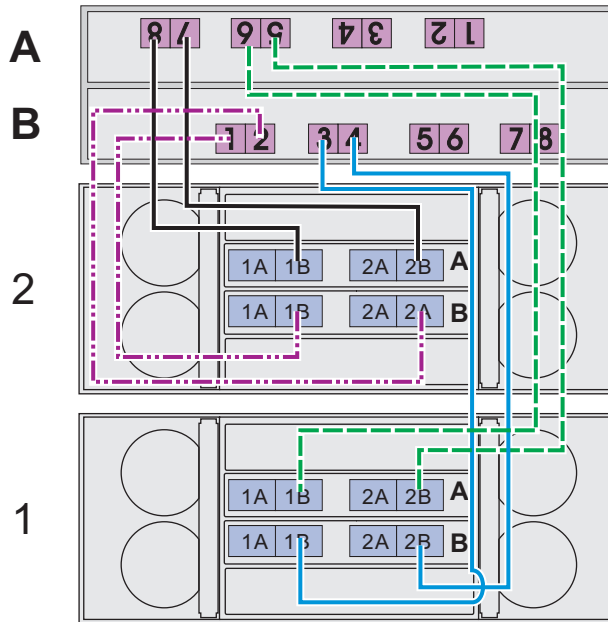 A
8 7 6 5 4 3 2 1
B
1 2 3 4 5 6 7 8
2
1A 1B 2A 2B A
1A 1B 2A 2A B
1
1A 1B 2A 2B A
1A 1B 2A 2B B